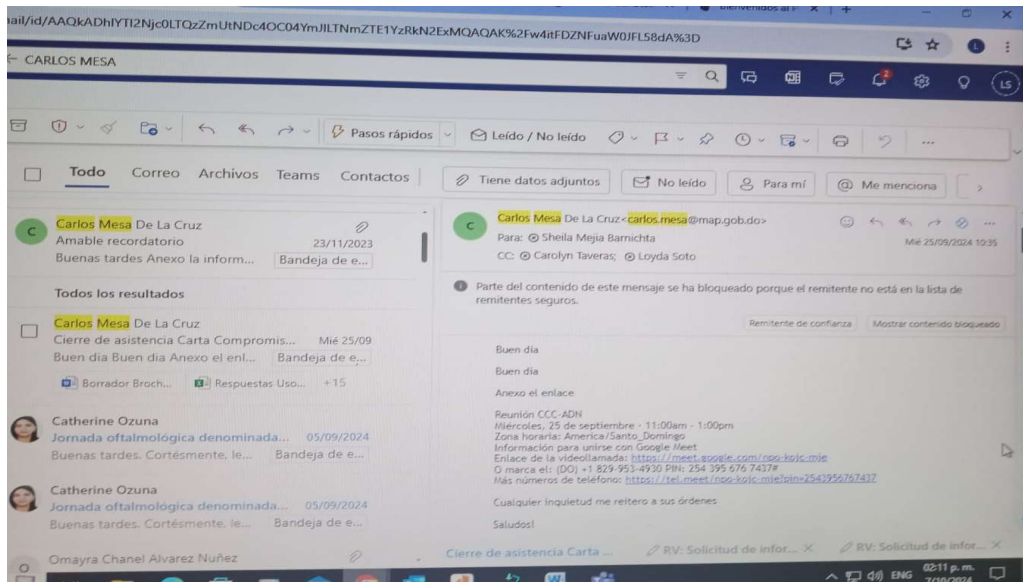 CARLOS MESA
LS
Pasos rápidos
Leído / No leído
Todo Correo Archivos Teams Contactos
Tiene datos adjuntos
No leído
Para mí
Me menciona
C
Carlos Mesa De La Cruz
Amable recordatorio 23/11/2023
Buenas tardes Anexo la inform... Bandeja de e...
Todos los resultados
Carlos Mesa De La Cruz
Cierre de asistencia Carta Compromis... Mié 25/09
Buen dia Buen dia Anexo el enl... Bandeja de e...
Borrador Broch... Respuestas Uso... +15
Catherine Ozuna
Jornada oftalmológica denominada... 05/09/2024
Buenas tardes. Cortésmente, le... Bandeja de e...
Catherine Ozuna
Jornada oftalmológica denominada... 05/09/2024
Buenas tardes. Cortésmente, le... Bandeja de e...
Omayra Chanel Alvarez Nuñez
C
Carlos Mesa De La Cruz<carlos.mesa@map.gob.do>
Para: Sheila Mejia Barnichta
Mié 25/09/2024 10:35
CC: Carolyn Taveras; Loyda Soto
Parte del contenido de este mensaje se ha bloqueado porque el remitente no está en la lista de
remitentes seguros.
Remitente de confianza
Mostrar contenido bloqueado
Buen día
Buen día
Anexo el enlace
Reunión CCC-ADN
Miércoles, 25 de septiembre · 11:00am - 1:00pm
Zona horaria: America/Santo_Domingo
Información para unirse con Google Meet
Enlace de la videollamada: https://meet.google.com/npo-kojc-mje
O marca el: (DO) +1 829-953-4930 PIN: 254 395 676 7437#
Más números de teléfono: https://tel.meet/npo-kojc-mje?pin=2543956767437
Cualquier inquietud me reitero a sus órdenes
Saludos!
Cierre de asistencia Carta ...
RV: Solicitud de infor...
RV: Solicitud de infor...
ENG
02:11 p. m.
7/10/2024